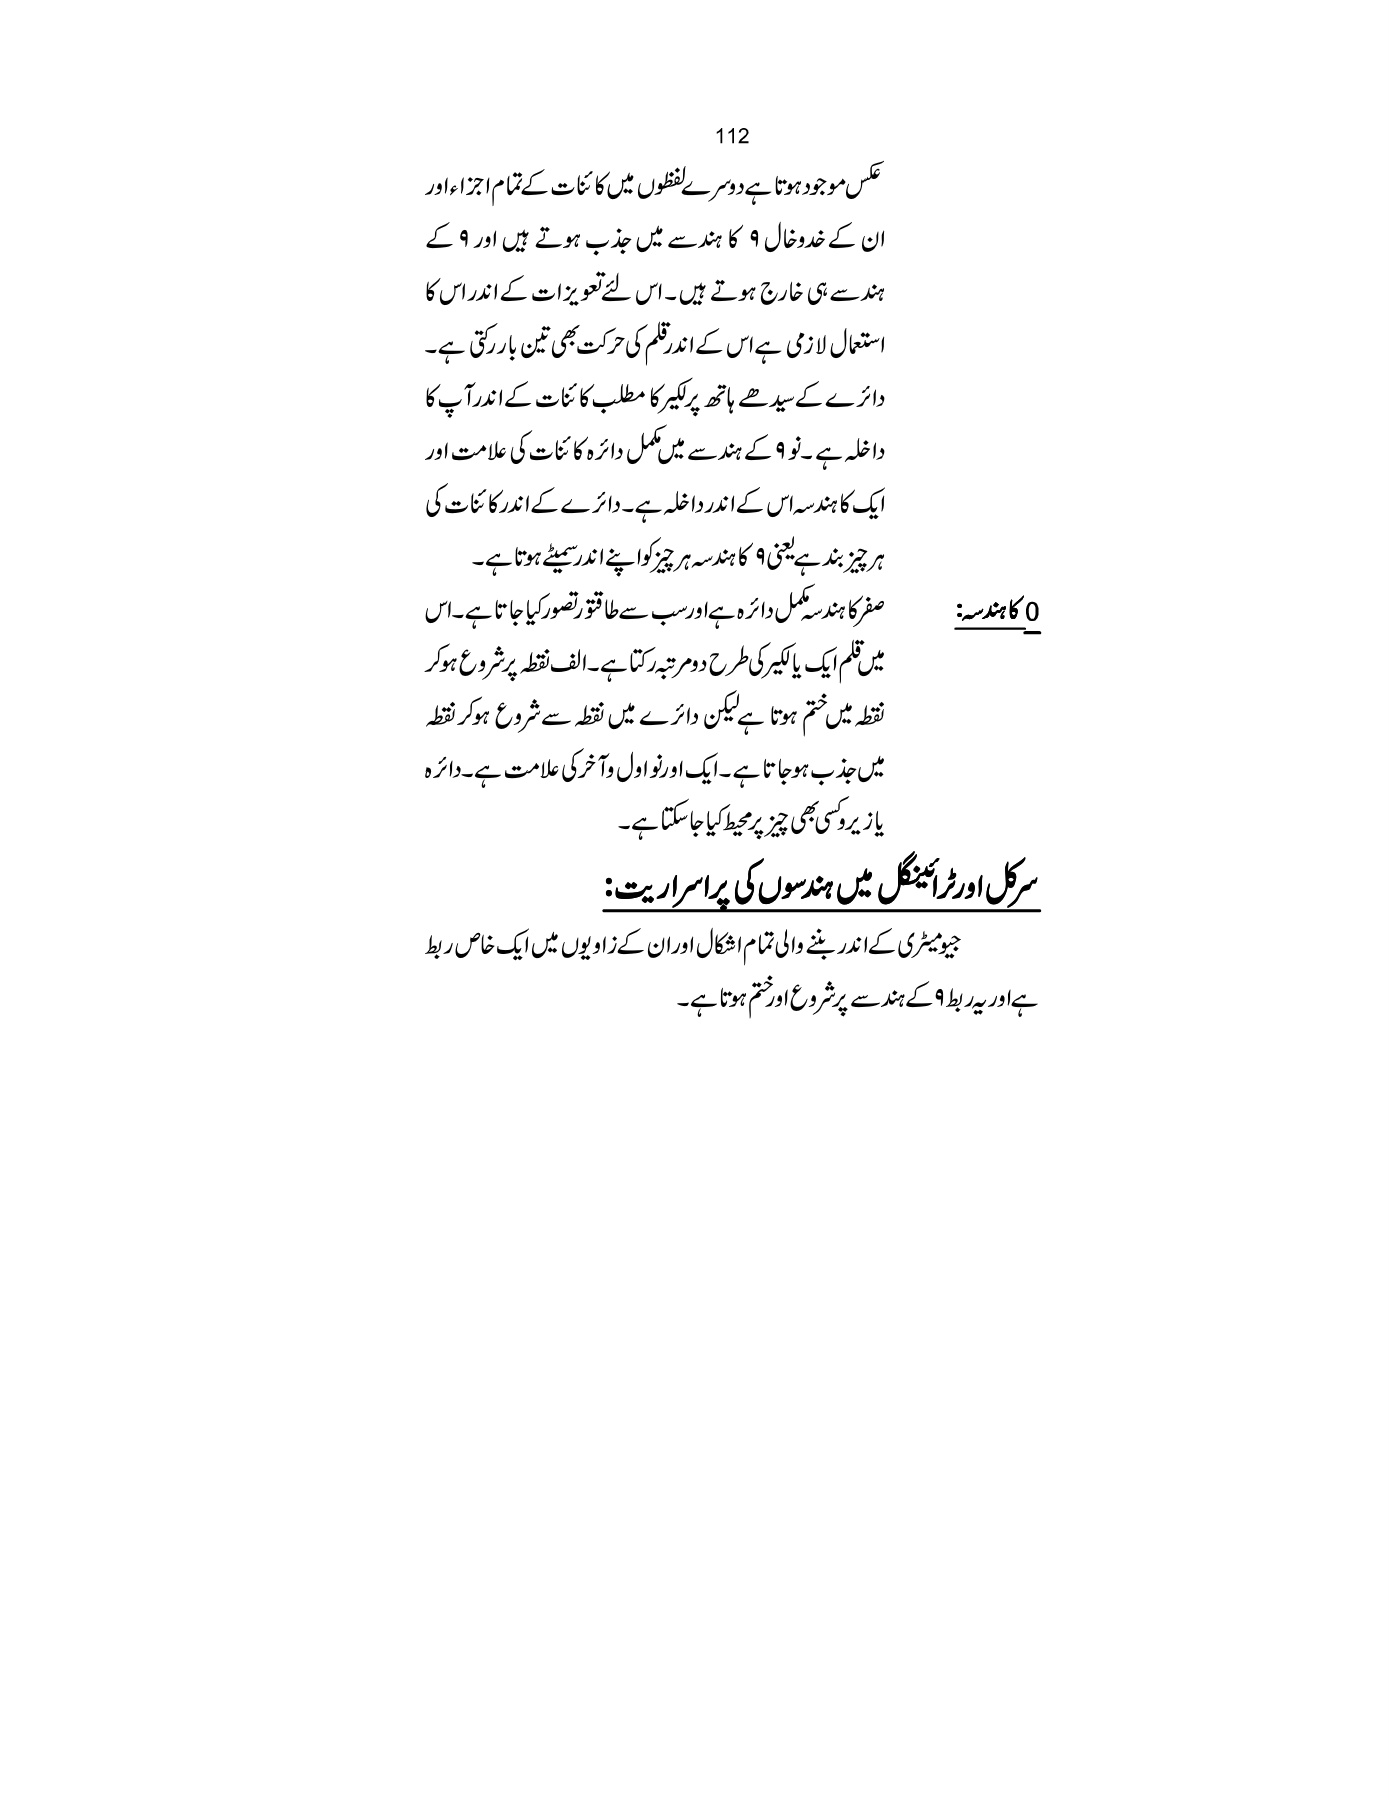 112
عکس موجود ہوتا ہے دوسرے لفظوں میں کائنات کے تمام اجزاء اور
ان کے خدوخال ۹ کا ہندسے میں جذب ہوتے ہیں اور ۹ کے
ہندسے ہی خارج ہوتے ہیں۔ اس لئے تعویزات کے اندر اس کا
استعمال لازمی ہے اس کے اندر قلم کی حرکت بھی تین بار رکتی ہے۔
دائرے کے سیدھے ہاتھ پر لکیر کا مطلب کائنات کے اندر آپ کا
داخلہ ہے۔ نو ۹ کے ہندسے میں مکمل دائرہ کائنات کی علامت اور
ایک کا ہندسہ اس کے اندر داخلہ ہے۔ دائرے کے اندر کائنات کی
ہر چیز بند ہے یعنی ۹ کا ہندسہ ہر چیز کو اپنے اندر سمیٹے ہوتا ہے۔
0 کا ہندسہ: صفر کا ہندسہ مکمل دائرہ ہے اور سب سے طاقتور تصور کیا جاتا ہے۔ اس
میں قلم ایک یا لکیر کی طرح دو مرتبہ رکتا ہے۔ الف نقطہ پر شروع ہو کر
نقطہ میں ختم ہوتا ہے لیکن دائرے میں نقطہ سے شروع ہو کر نقطہ
میں جذب ہو جاتا ہے۔ ایک اور نو اول و آخر کی علامت ہے۔ دائرہ
یا زیرو کسی بھی چیز پر محیط کیا جا سکتا ہے۔
سرکل اور ٹرائینگل میں ہندسوں کی پراسراریت:
جیومیٹری کے اندر بننے والی تمام اشکال اور ان کے زاویوں میں ایک خاص ربط
ہے اور یہ ربط ۹ کے ہندسے پر شروع اور ختم ہوتا ہے۔